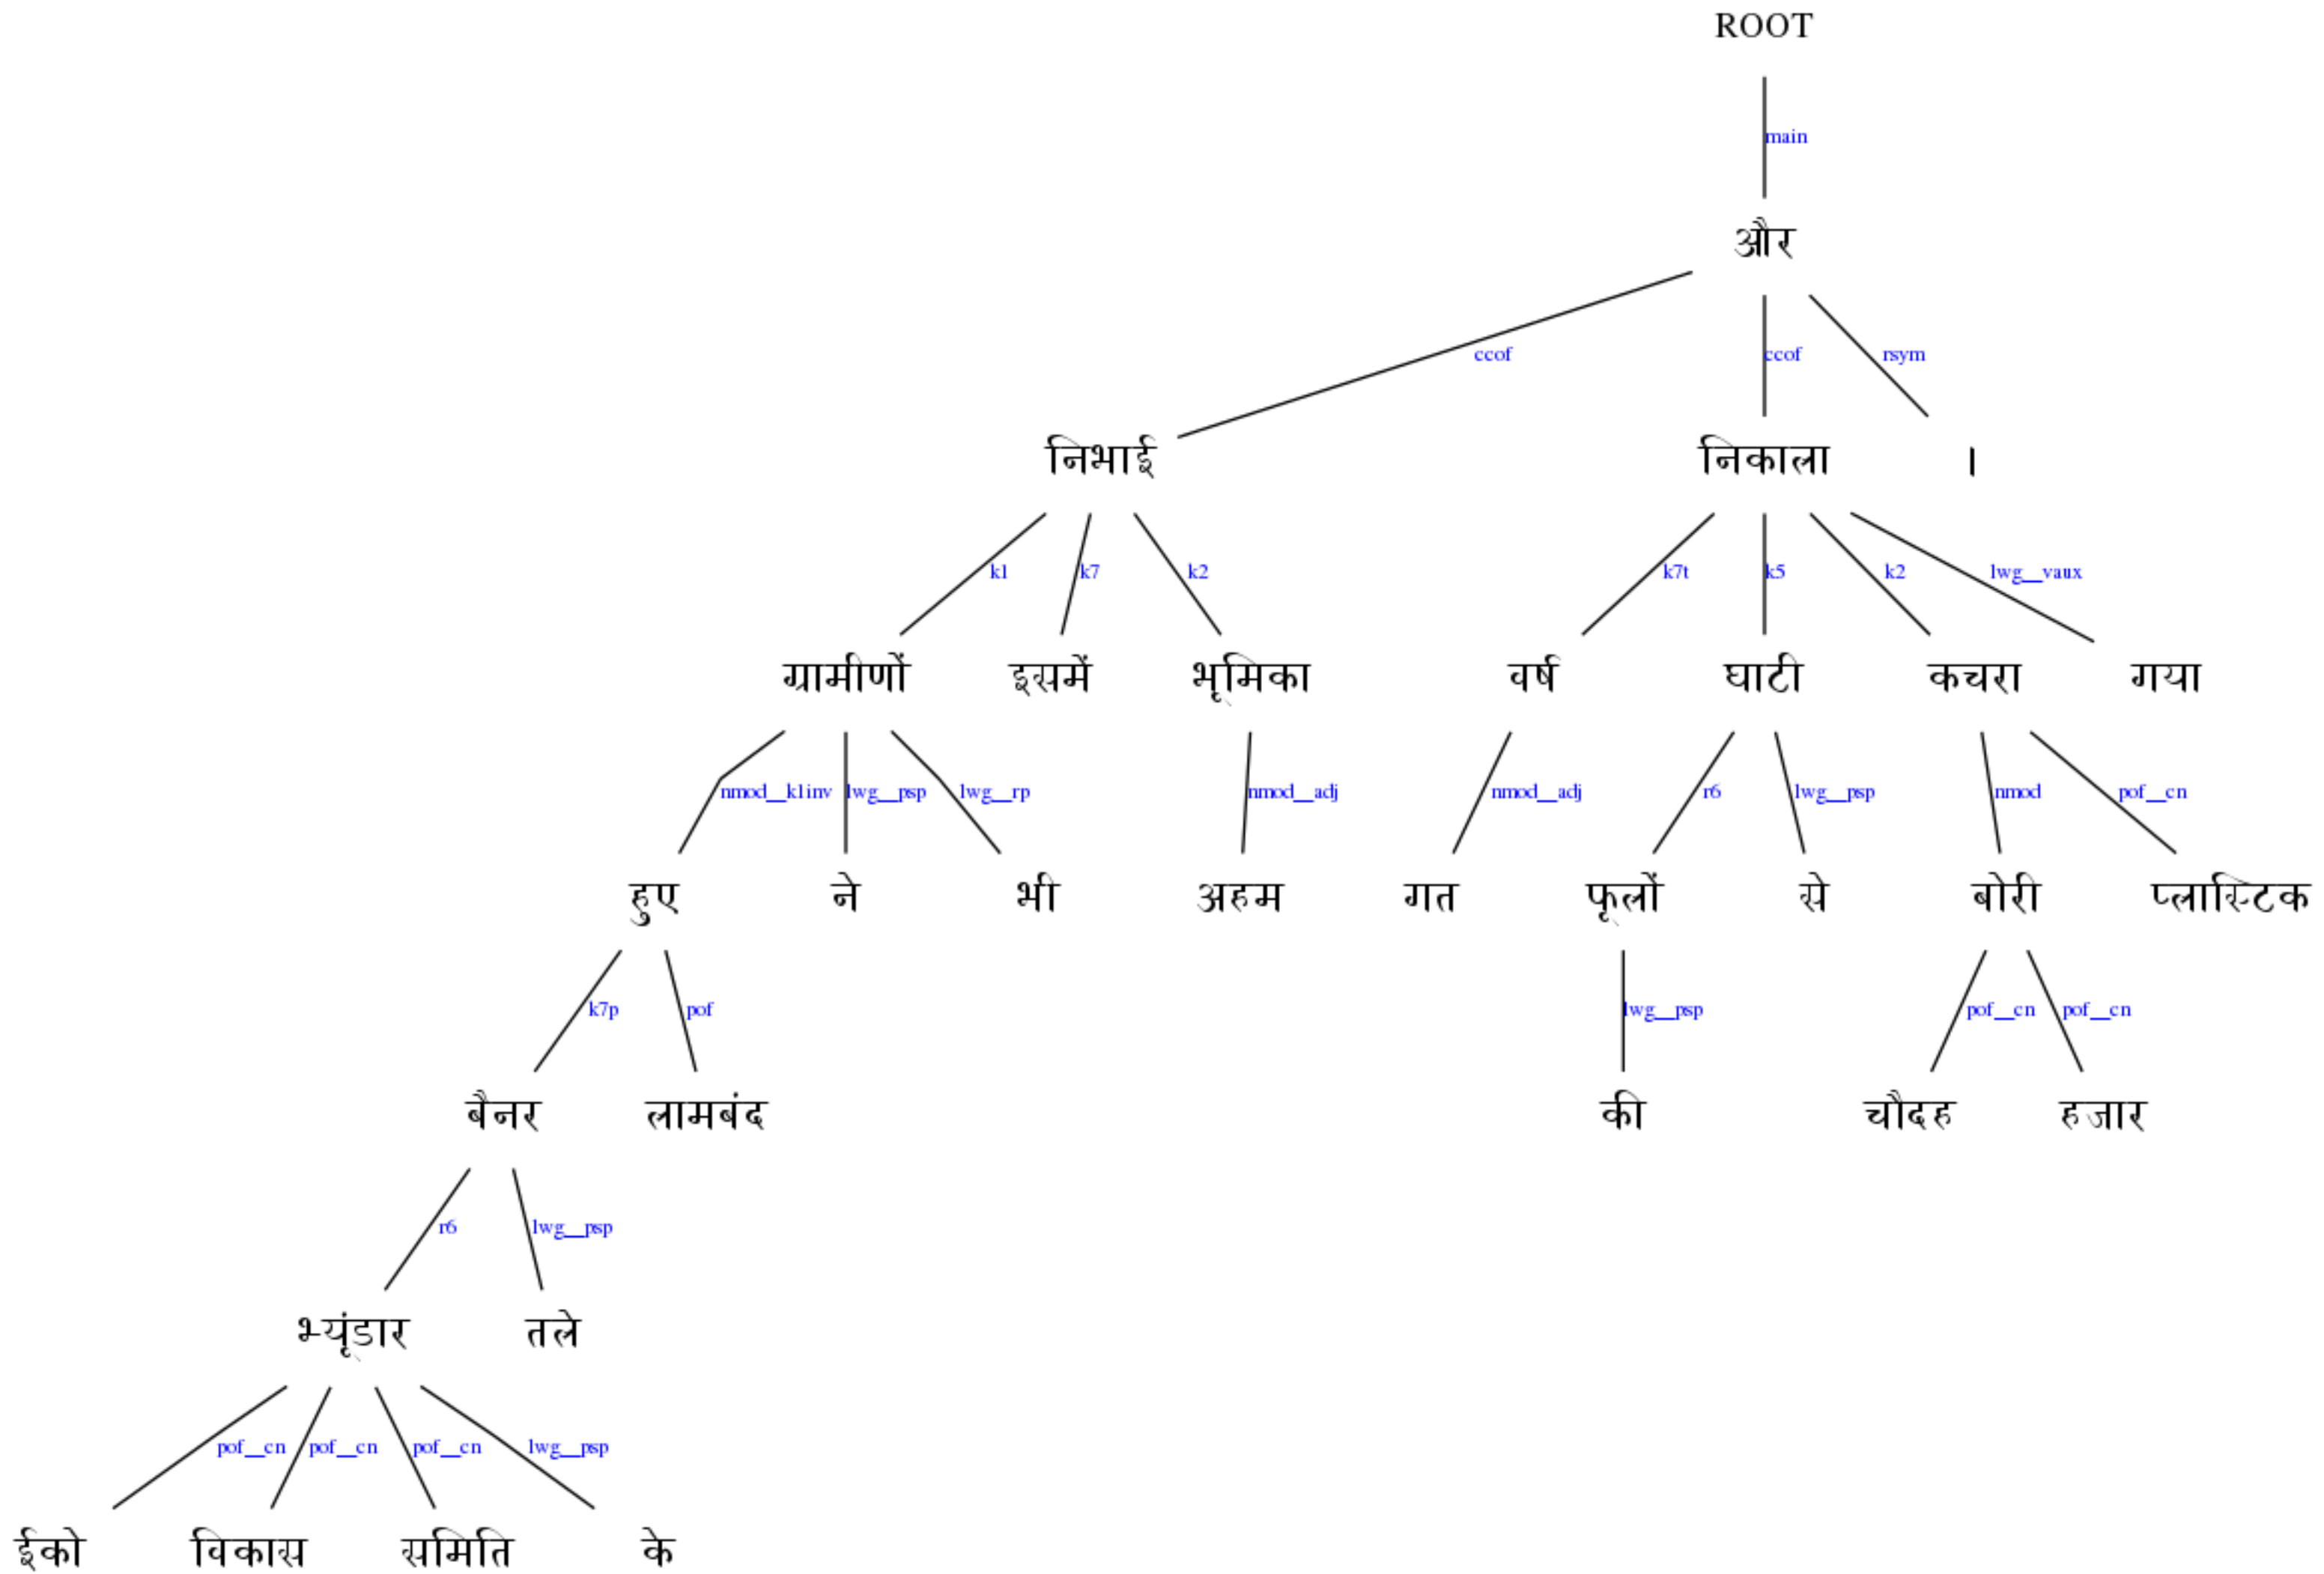 ROOT
main
और
ccof ccof rsym
निभाई निकाला ।
k1 k7 k2 k7t k5 k2 lwg__vaux
ग्रामीणों इसमें भूमिका वर्ष घाटी कचरा गया
nmod__k1inv lwg__psp lwg__rp nmod__adj nmod__adj r6 lwg__psp nmod pof__cn
हुए ने भी अहम गत फूलों से बोरी प्लास्टिक
k7p pof lwg__psp pof__cn pof__cn
बैनर लामबंद की चौदह हजार
r6 lwg__psp
भ्यूंडार तले
pof__cn pof__cn pof__cn lwg__psp
ईको विकास समिति के